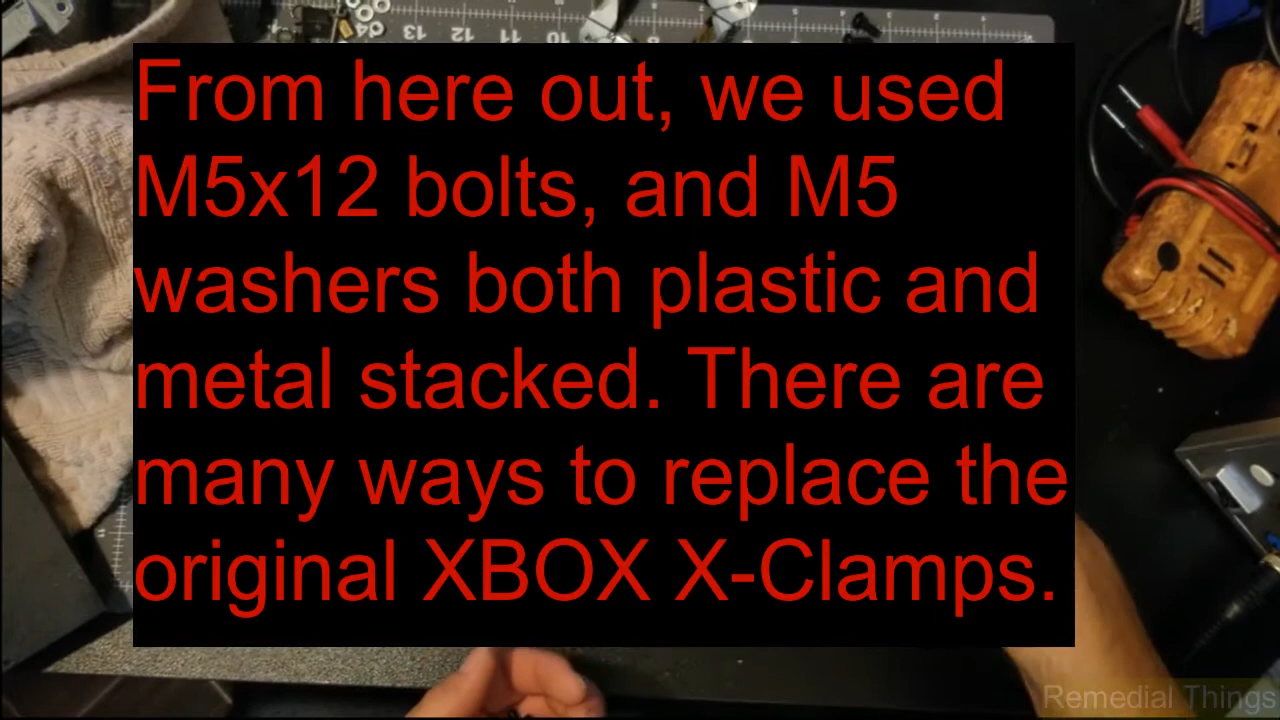 From here out, we used
M5x12 bolts, and M5
washers both plastic and
metal stacked. There are
many ways to replace the
original XBOX X-Clamps.
Remedial Things